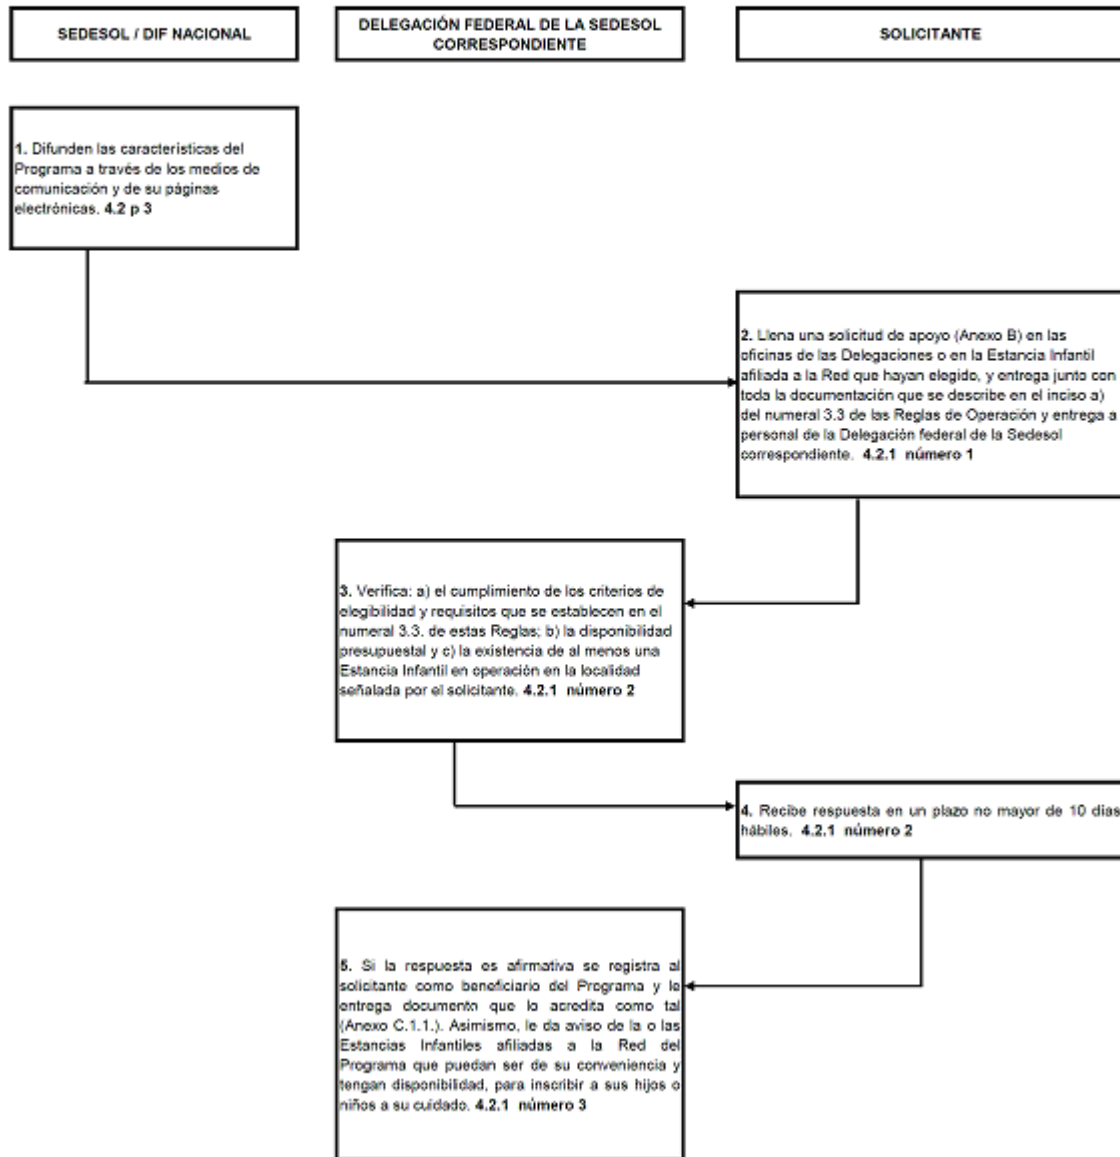 SEDESOL / DIF NACIONAL
DELEGACIÓN FEDERAL DE LA SEDESOL
CORRESPONDIENTE
SOLICITANTE
1. Difunden las características del
Programa a través de los medios de
comunicación y de su páginas
electrónicas. 4.2 p 3
2. Llena una solicitud de apoyo (Anexo B) en las
oficinas de las Delegaciones o en la Estancia Infantil
afiliada a la Red que hayan elegido, y entrega junto con
toda la documentación que se describe en el inciso a)
del numeral 3.3 de las Reglas de Operación y entrega a
personal de la Delegación federal de la Sedesol
correspondiente. 4.2.1 número 1
3. Verifica: a) el cumplimiento de los criterios de
elegibilidad y requisitos que se establecen en el
numeral 3.3. de estas Reglas; b) la disponibilidad
presupuestal y c) la existencia de al menos una
Estancia Infantil en operación en la localidad
señalada por el solicitante. 4.2.1 número 2
4. Recibe respuesta en un plazo no mayor de 10 días
hábiles. 4.2.1 número 2
5. Si la respuesta es afirmativa se registra al
solicitante como beneficiario del Programa y le
entrega documento que lo acredita como tal
(Anexo C.1.1.). Asimismo, le da aviso de la o las
Estancias Infantiles afiliadas a la Red del
Programa que puedan ser de su conveniencia y
tengan disponibilidad, para inscribir a sus hijos o
niños a su cuidado. 4.2.1 número 3